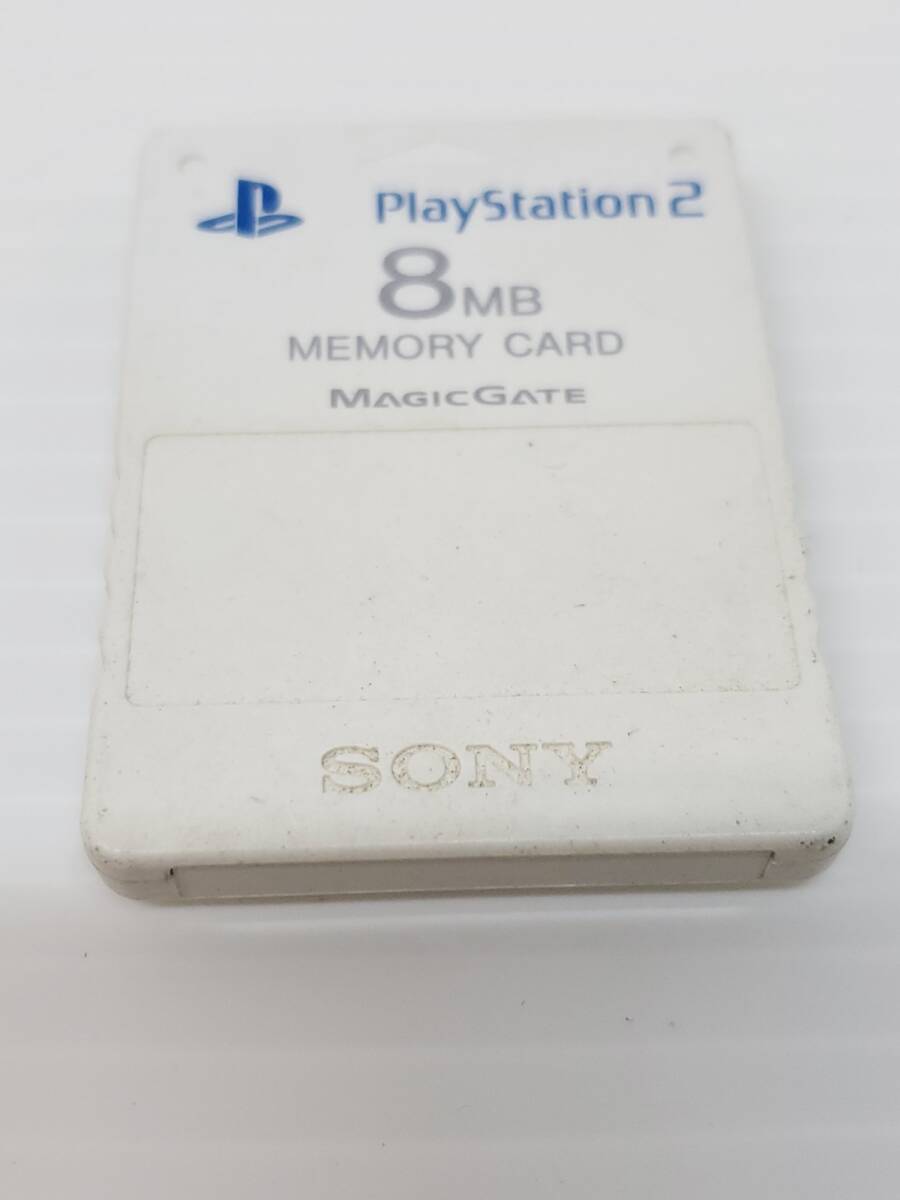 PlayStation 2
8MB
MEMORY CARD
MAGICGATE
SONY